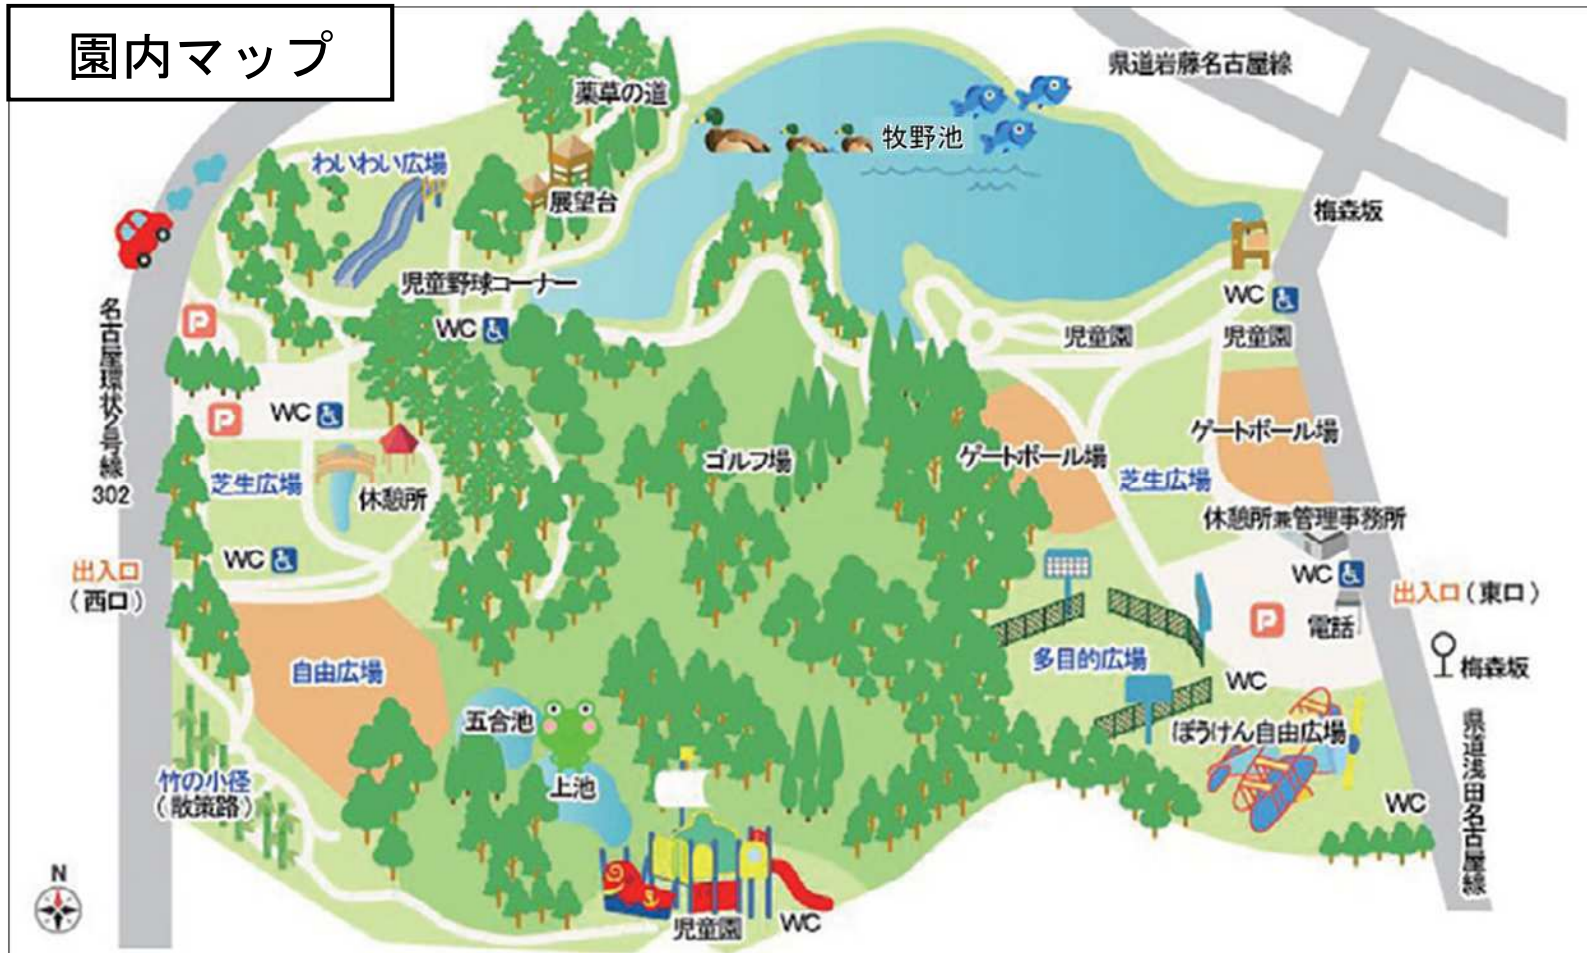 園内マップ
薬草の道
県道岩藤名古屋線
牧野池
わいわい広場
展望台
梅森坂
児童野球コーナー
WC
WC
P
名古屋環状2号線
302
児童園
児童園
WC
P
WC
ゲートボール場
ゴルフ場
ゲートボール場
芝生広場
休憩所
芝生広場
休憩所兼管理事務所
WC
出入口
(西口)
WC
出入口(東口)
P
電話
多目的広場
梅森坂
自由広場
WC
五合池
ぼうけん自由広場
竹の小径
(散策路)
上池
県道浅田名古屋線
WC
N
児童園
WC